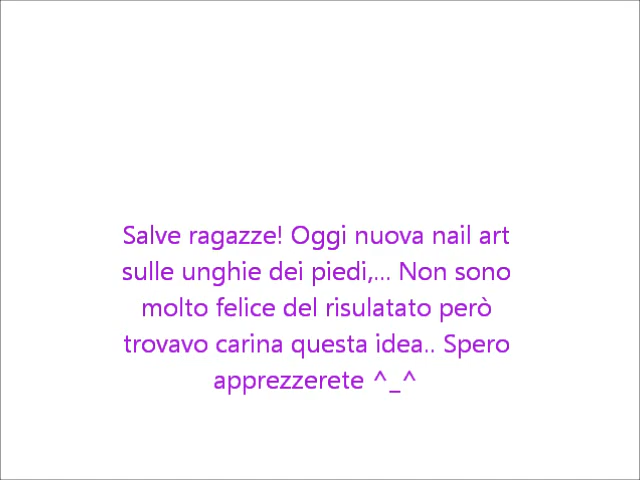 Salve ragazze! Oggi nuova nail art
sulle unghie dei piedi,... Non sono
molto felice del risulatato però
trovavo carina questa idea.. Spero
apprezzerete ^_^